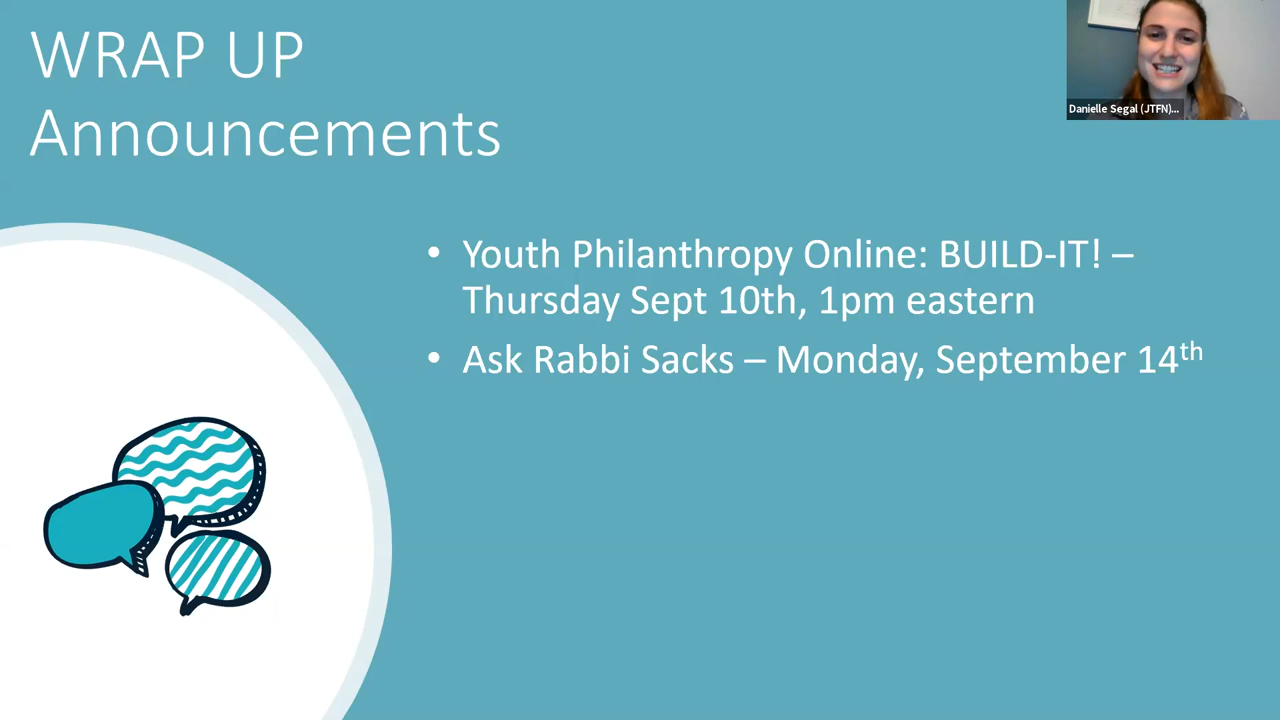 WRAP UP
Announcements
Danielle Segal (JTFN)...
• Youth Philanthropy Online: BUILD-IT! –
Thursday Sept 10th, 1pm eastern
• Ask Rabbi Sacks – Monday, September 14th